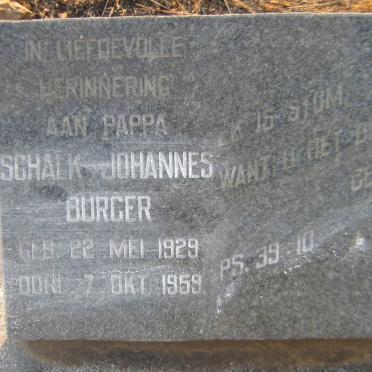 IN LIEFDEVOLLE
HERINNERING
AAN PAPPA
SCHALK JOHANNES
BURGER
GEB. 22 MEI 1929
OORL. 7 OKT. 1959
EK IS STOM,
WANT U HET
PS. 39:10